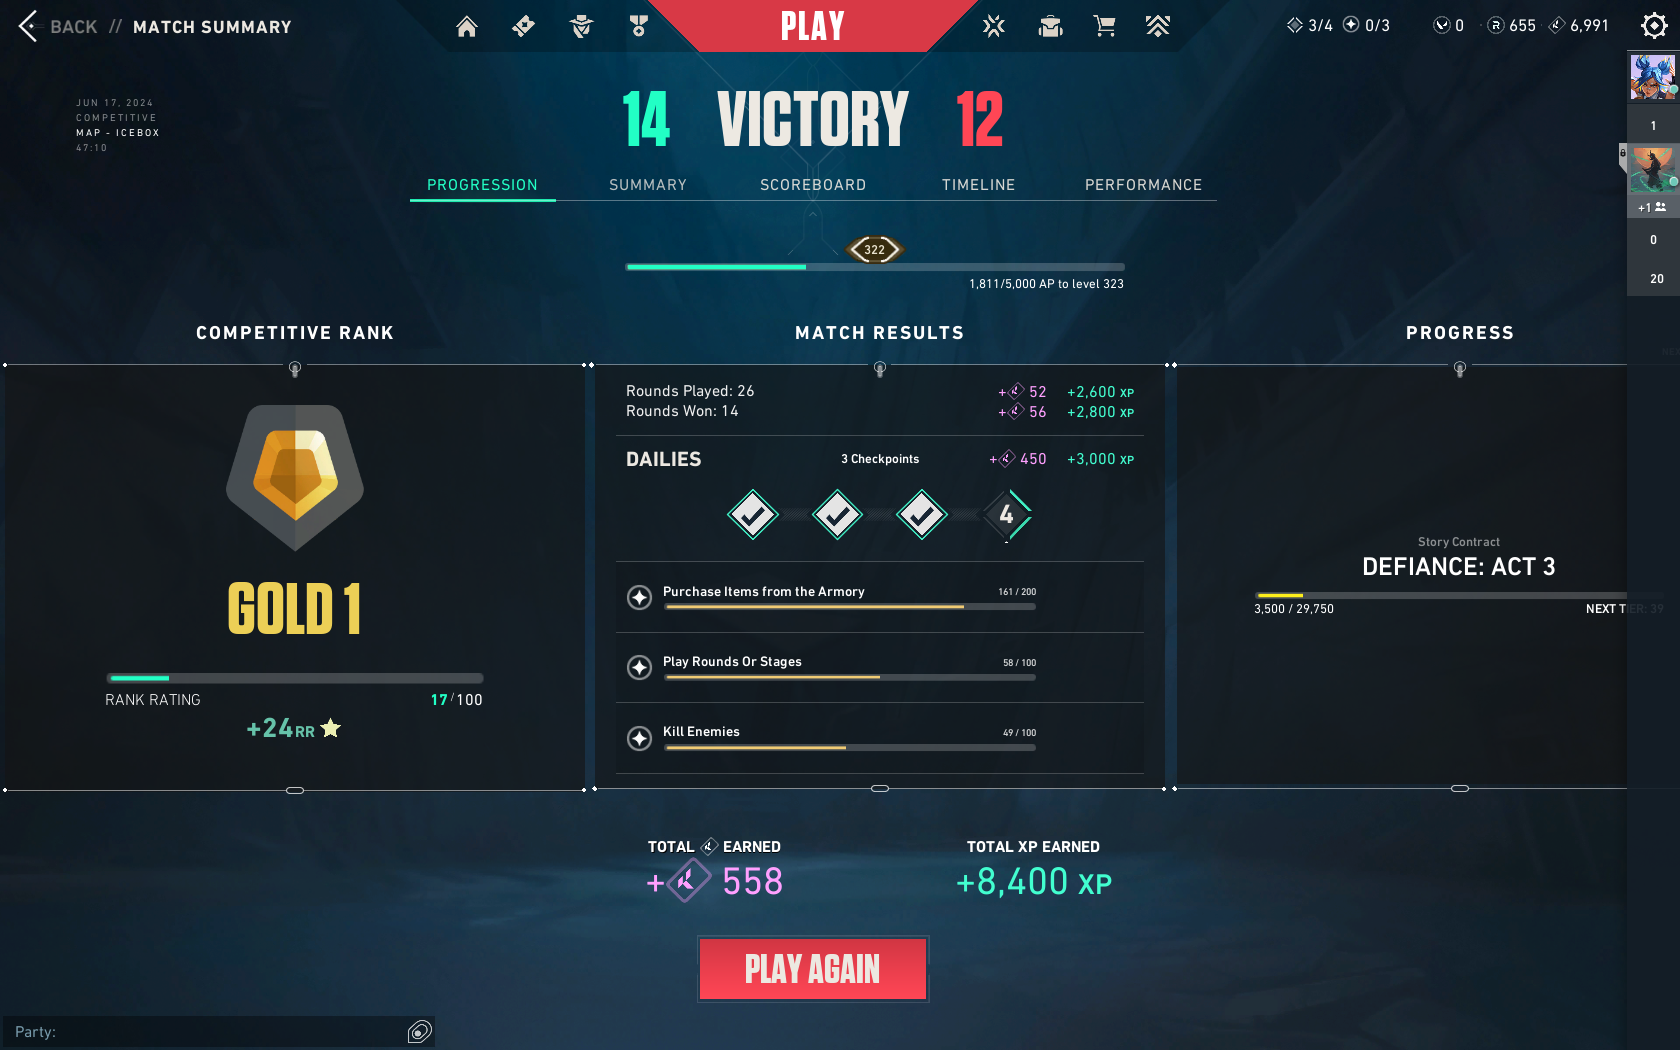 BACK // MATCH SUMMARY
PLAY
3/4 0/3 0 R 655 6,991
JUN 17, 2024
COMPETITIVE
MAP - ICEBOX
47:10
14 VICTORY 12
PROGRESSION SUMMARY SCOREBOARD TIMELINE PERFORMANCE
322
1,811/5,000 AP to level 323
1
+1
0
20
COMPETITIVE RANK
GOLD 1
RANK RATING 17/100
+24 RR
MATCH RESULTS
Rounds Played: 26 + 52 +2,600 XP
Rounds Won: 14 + 56 +2,800 XP
DAILIES 3 Checkpoints + 450 +3,000 XP
4
Purchase Items from the Armory 161 / 200
Play Rounds Or Stages 58 / 100
Kill Enemies 49 / 100
PROGRESS
Story Contract
DEFIANCE: ACT 3
3,500 / 29,750 NEXT TIER: 39
TOTAL EARNED
+ 558
TOTAL XP EARNED
+8,400 XP
PLAY AGAIN
Party: